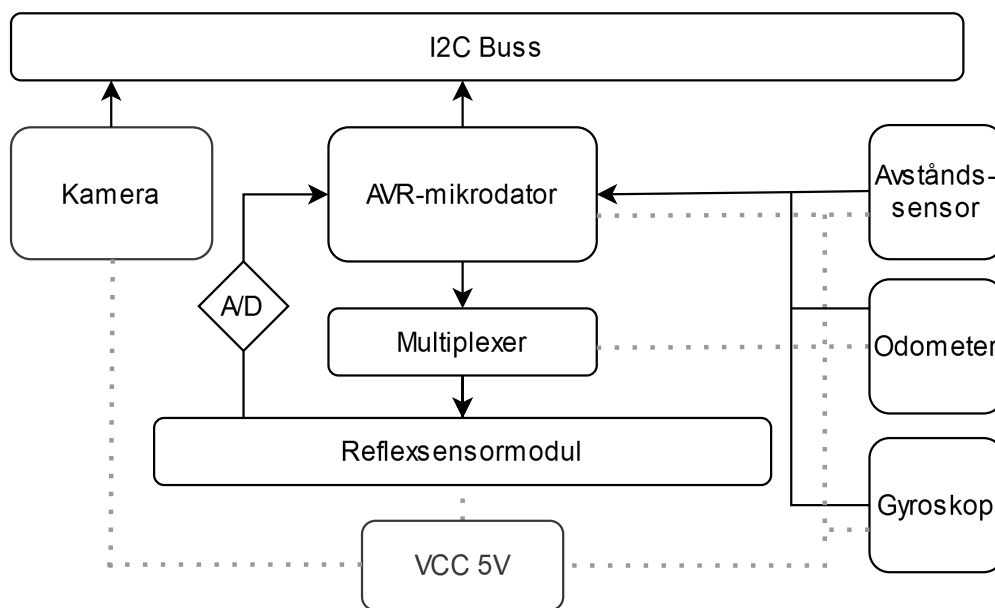 I2C Buss
Kamera
AVR-mikrodator
Avstånds-
sensor
A/D
Multiplexer
Odometer
Reflexsensormodul
Gyroskop
VCC 5V